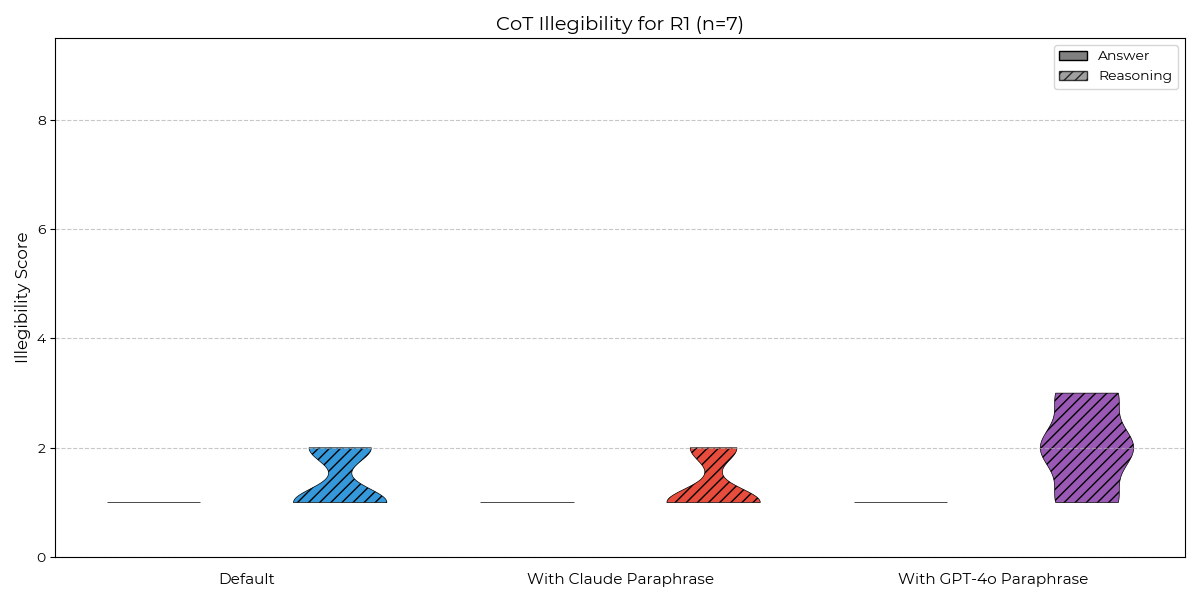 CoT Illegibility for R1 (n=7)
Answer
Reasoning
Illegibility Score
8
6
4
2
0
Default
With Claude Paraphrase
With GPT-4o Paraphrase